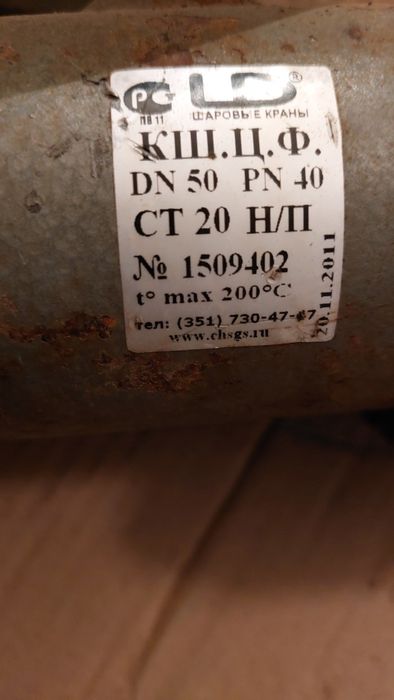 РСТ LD®
ПВ 11 ШАРОВЫЕ КРАНЫ
КШ.Ц.Ф.
DN 50 PN 40
СТ 20 Н/П
№ 1509402
t° max 200°C
тел: (351) 730-47-47
www.chsgs.ru
20.11.2011